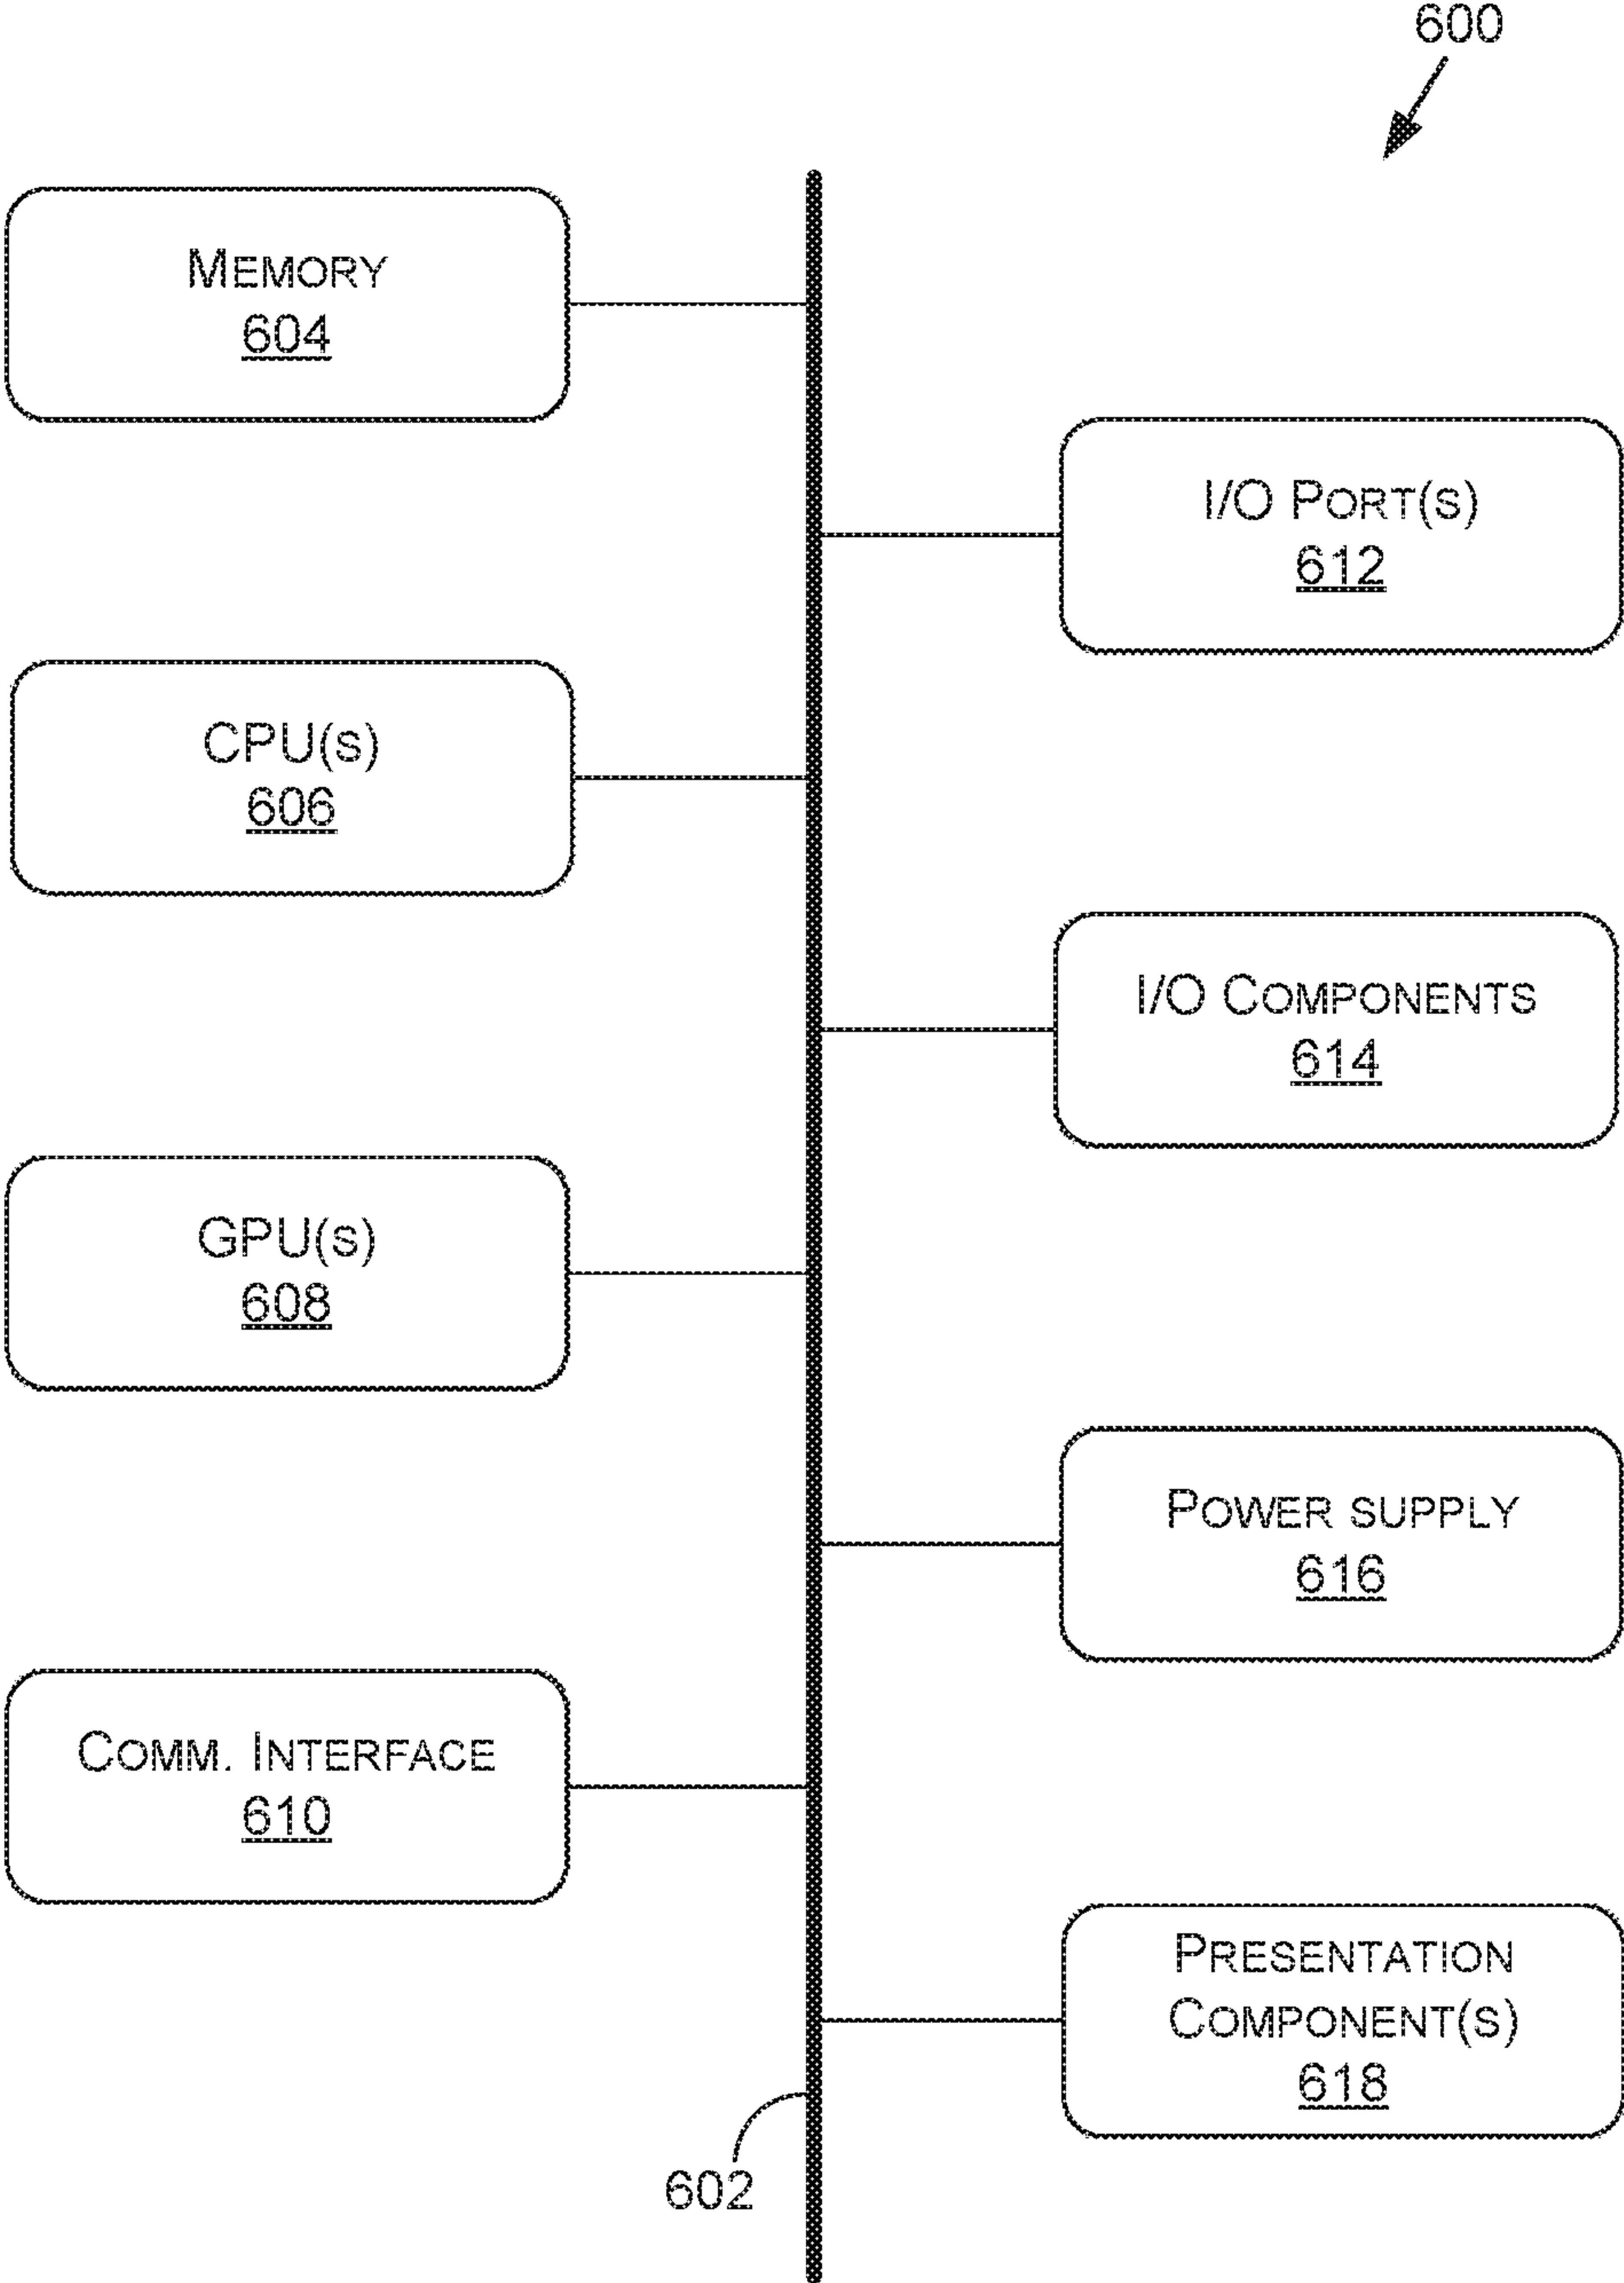 600
MEMORY
604
I/O PORT(S)
612
CPU(S)
606
I/O COMPONENTS
614
GPU(S)
608
POWER SUPPLY
616
COMM. INTERFACE
610
PRESENTATION
COMPONENT(S)
618
602